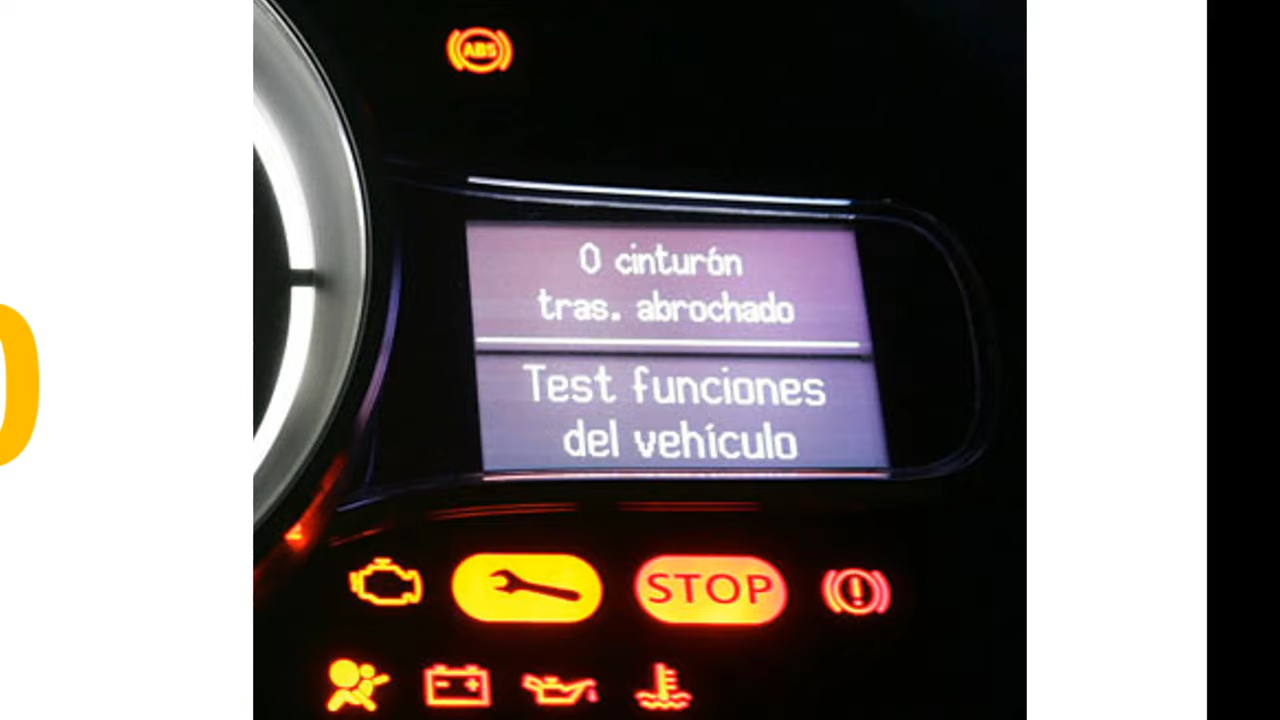 ABS
0 cinturón
tras. abrochado
Test funciones
del vehículo
STOP